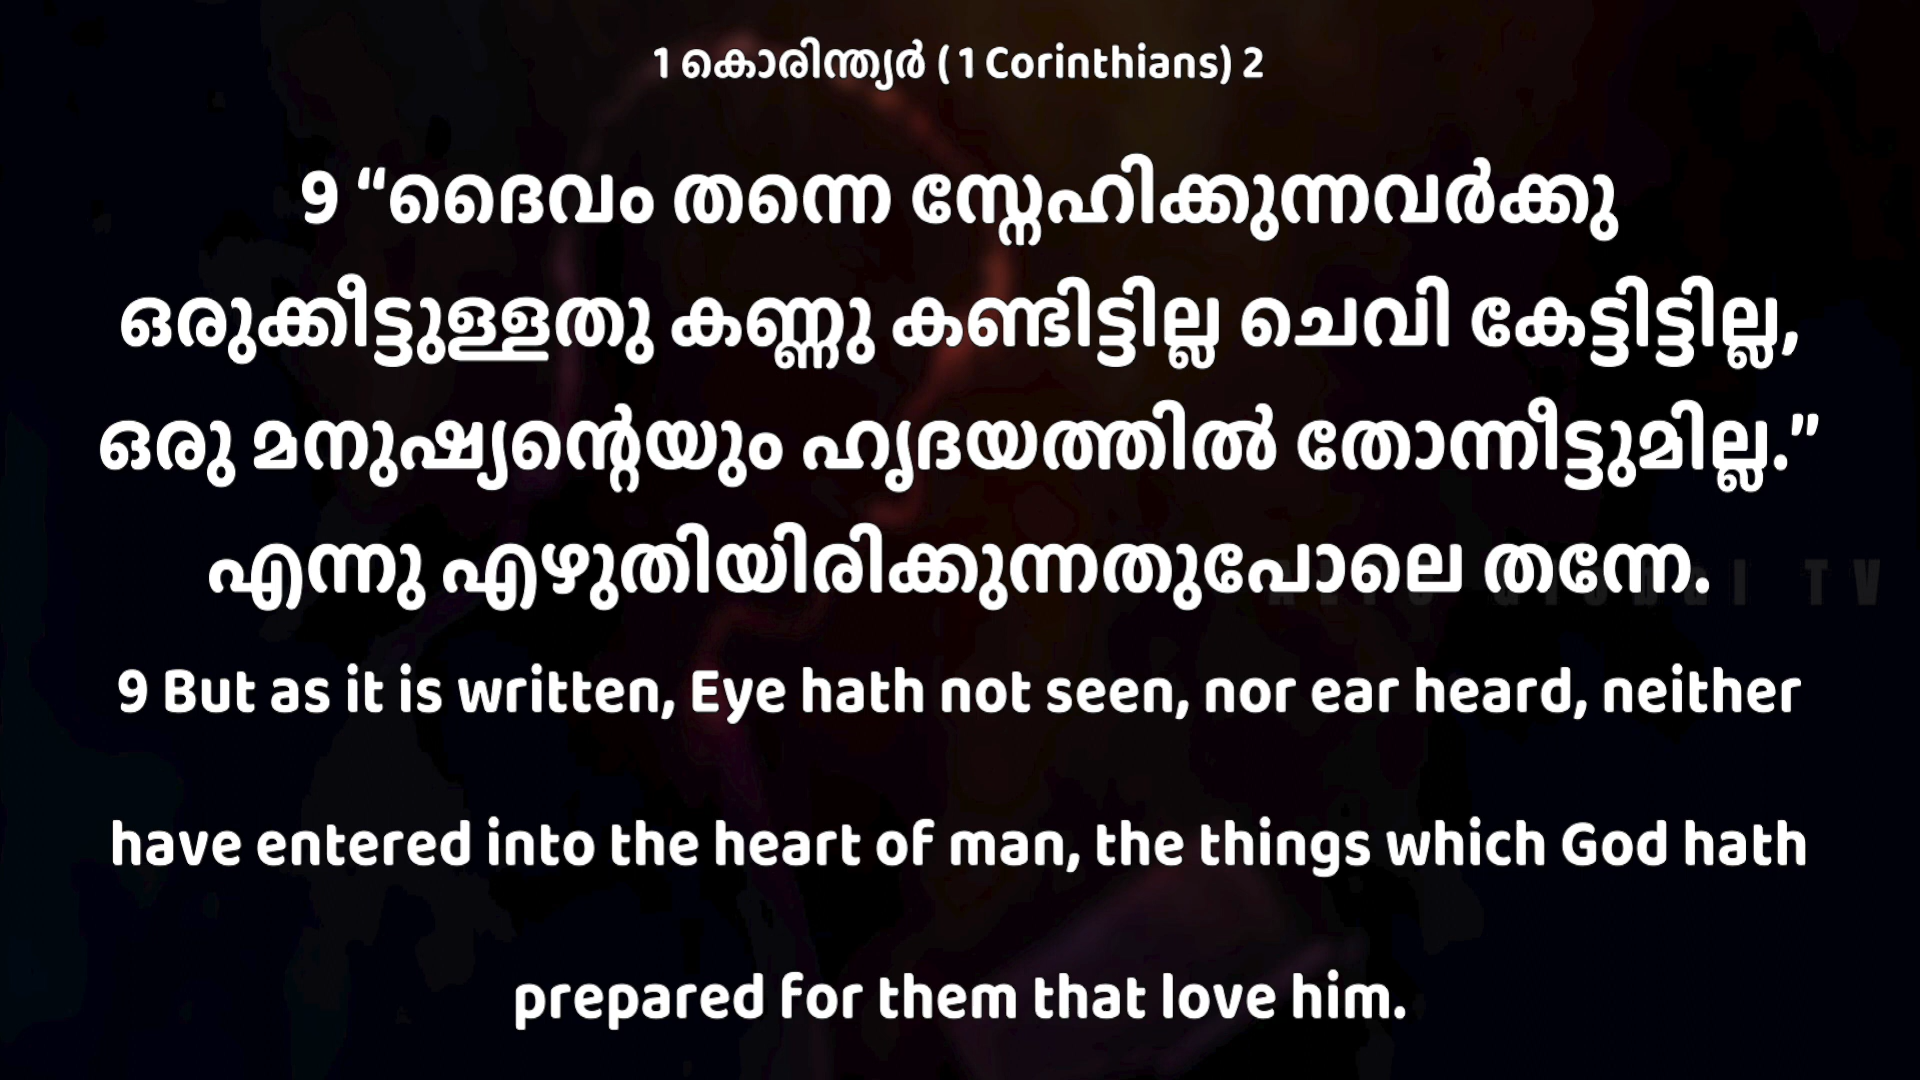 1 കൊരിന്ത്യർ ( 1 Corinthians) 2
9 “ദൈവം തന്നെ സ്നേഹിക്കുന്നവർക്കു
ഒരുക്കീട്ടുള്ളതു കണ്ണു കണ്ടിട്ടില്ല ചെവി കേട്ടിട്ടില്ല,
ഒരു മനുഷ്യന്റെയും ഹൃദയത്തിൽ തോന്നീട്ടുമില്ല.”
എന്നു എഴുതിയിരിക്കുന്നതുപോലെ തന്നേ.
TV
9 But as it is written, Eye hath not seen, nor ear heard, neither
have entered into the heart of man, the things which God hath
prepared for them that love him.